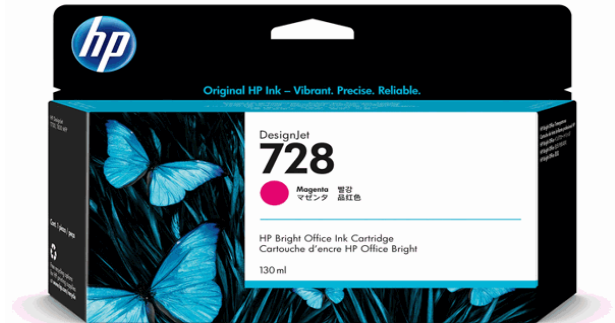 hp
Original HP Ink – Vibrant. Precise. Reliable.
DesignJet
728
Magenta 빨강
マゼンタ 品红色
HP Bright Office Ink Cartridge
Cartouche d'encre HP Office Bright
130 ml